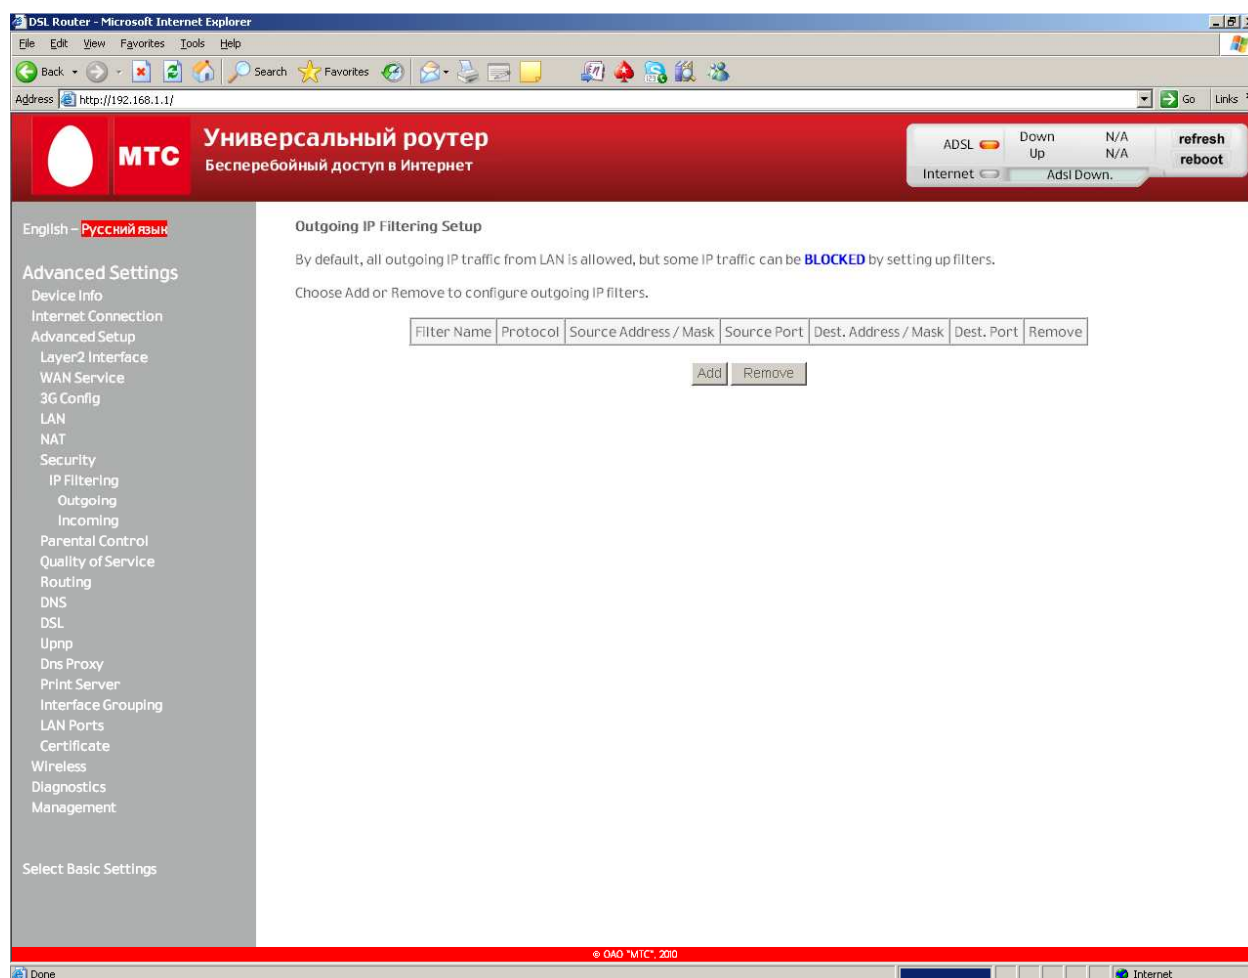 DSL Router - Microsoft Internet Explorer
File Edit View Favorites Tools Help
Back Search Favorites
Address http://192.168.1.1/ Go Links
МТС
Универсальный роутер
Бесперебойный доступ в Интернет
ADSL Down N/A
Up N/A
Internet Adsl Down.
refresh
reboot
English – Русский язык
Advanced Settings
Device Info
Internet Connection
Advanced Setup
Layer2 Interface
WAN Service
3G Config
LAN
NAT
Security
IP Filtering
Outgoing
Incoming
Parental Control
Quality of Service
Routing
DNS
DSL
Upnp
Dns Proxy
Print Server
Interface Grouping
LAN Ports
Certificate
Wireless
Diagnostics
Management
Select Basic Settings
Outgoing IP Filtering Setup
By default, all outgoing IP traffic from LAN is allowed, but some IP traffic can be BLOCKED by setting up filters.
Choose Add or Remove to configure outgoing IP filters.
Filter Name Protocol Source Address / Mask Source Port Dest. Address / Mask Dest. Port Remove
Add Remove
© ОАО "МТС", 2010
Done Internet